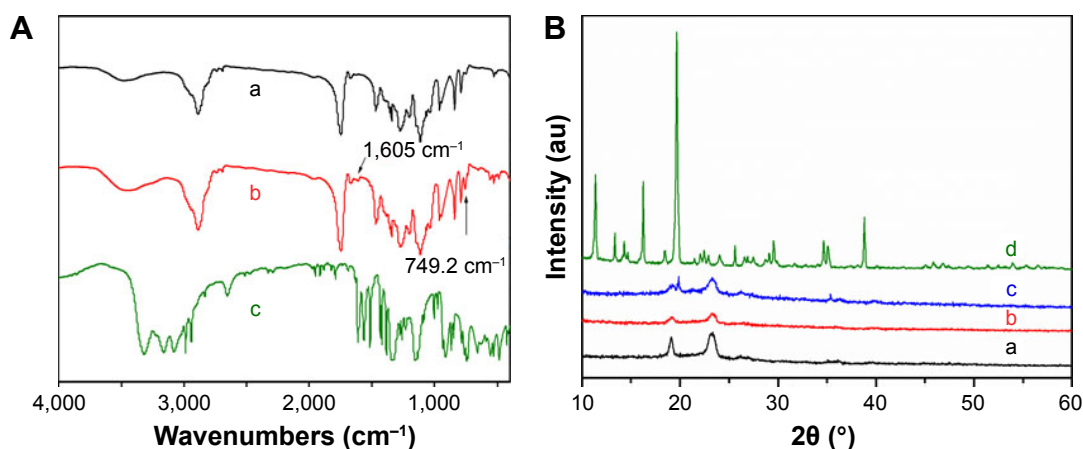 A
a
1,605 cm⁻¹
b
749.2 cm⁻¹
c
4,000 3,000 2,000 1,000
Wavenumbers (cm⁻¹)
B
Intensity (au)
d
c
b
a
10 20 30 40 50 60
2θ (°)